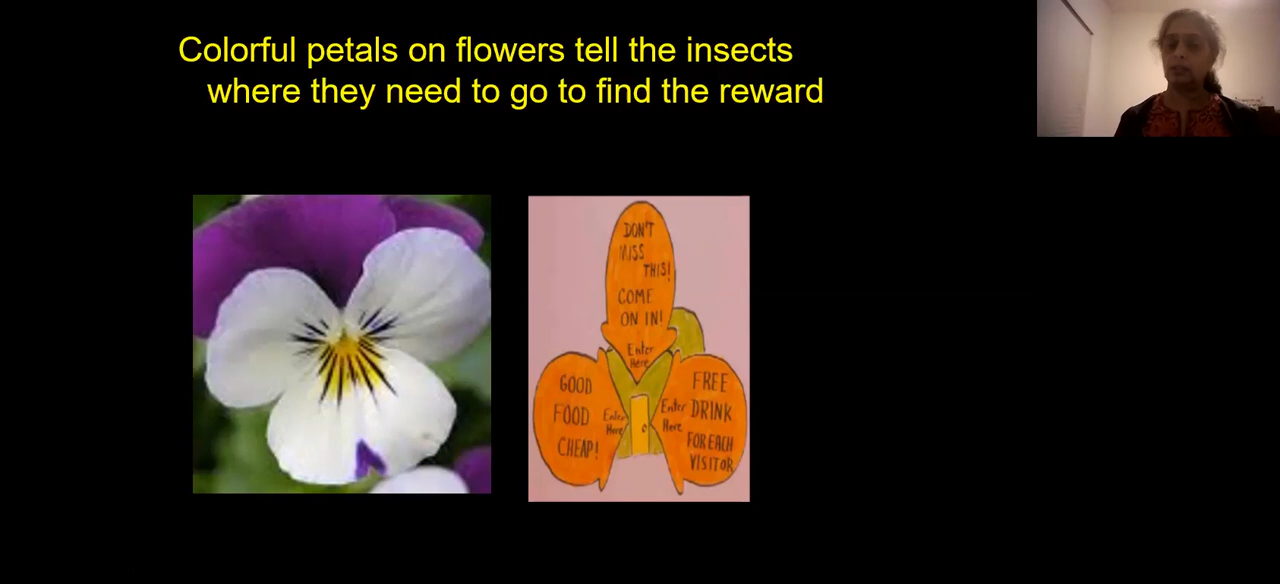 Colorful petals on flowers tell the insects
where they need to go to find the reward
DON'T
MISS
THIS!
COME
ON IN!
Enter
Here
GOOD
FOOD
CHEAP!
Enter
Here
Enter
Here
FREE
DRINK
FOR EACH
VISITOR